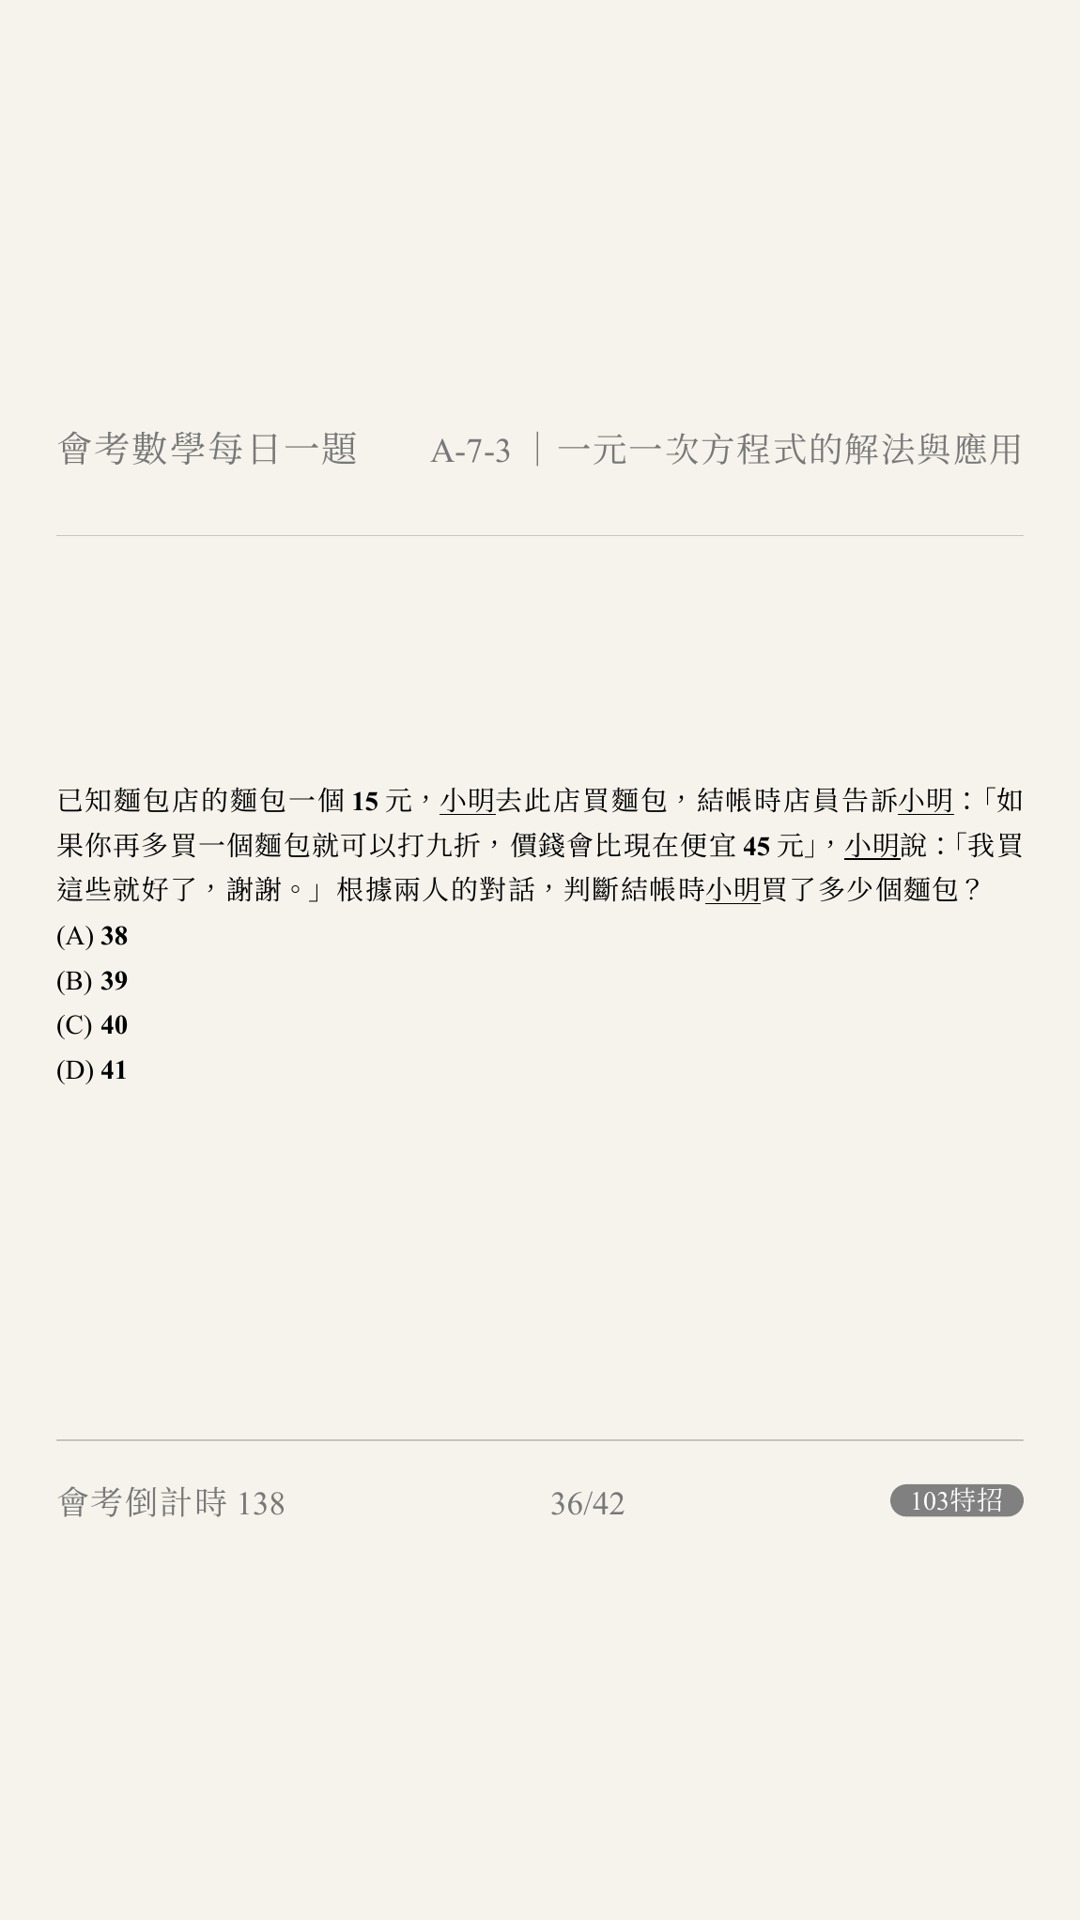 會考數學每日一題 A-7-3｜一元一次方程式的解法與應用
已知麵包店的麵包一個 15 元，小明去此店買麵包，結帳時店員告訴小明：「如
果你再多買一個麵包就可以打九折，價錢會比現在便宜 45 元」，小明說：「我買
這些就好了，謝謝。」根據兩人的對話，判斷結帳時小明買了多少個麵包？
(A) 38
(B) 39
(C) 40
(D) 41
會考倒計時 138 36/42 103特招